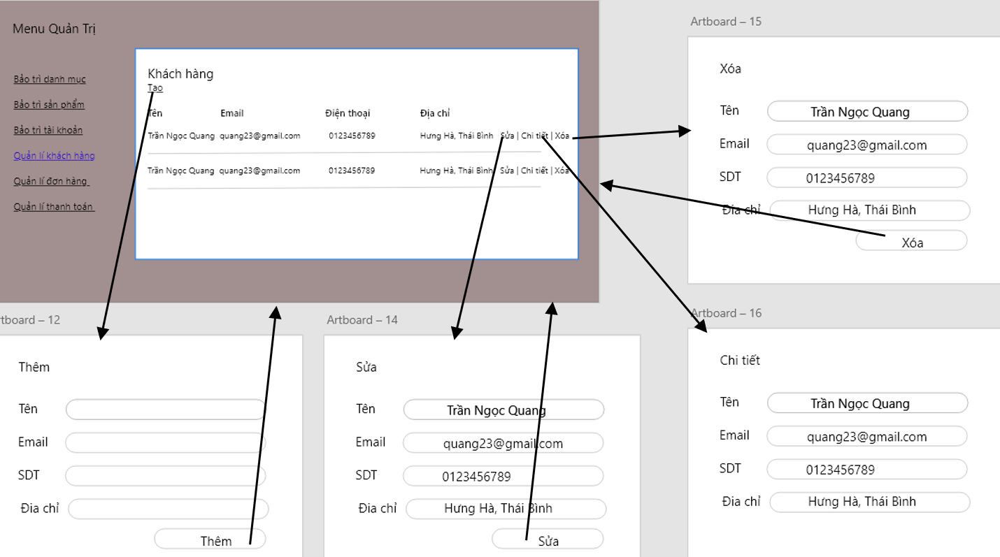 Menu Quản Trị
Bảo trì danh mục
Bảo trì sản phẩm
Bảo trì tài khoản
Quản lí khách hàng
Quản lí đơn hàng
Quản lí thanh toán
Khách hàng
Tạo
Tên Email Điện thoại Địa chỉ
Trần Ngọc Quang quang23@gmail.com 0123456789 Hưng Hà, Thái Bình Sửa | Chi tiết | Xóa
Trần Ngọc Quang quang23@gmail.com 0123456789 Hưng Hà, Thái Bình Sửa | Chi tiết | Xóa
Artboard – 15
Xóa
Tên Trần Ngọc Quang
Email quang23@gmail.com
SDT 0123456789
Đia chỉ Hưng Hà, Thái Bình
Xóa
tboard – 12
Thêm
Tên
Email
SDT
Đia chỉ
Thêm
Artboard – 14
Sửa
Tên Trần Ngọc Quang
Email quang23@gmail.com
SDT 0123456789
Đia chỉ Hưng Hà, Thái Bình
Sửa
Artboard – 16
Chi tiết
Tên Trần Ngọc Quang
Email quang23@gmail.com
SDT 0123456789
Đia chỉ Hưng Hà, Thái Bình